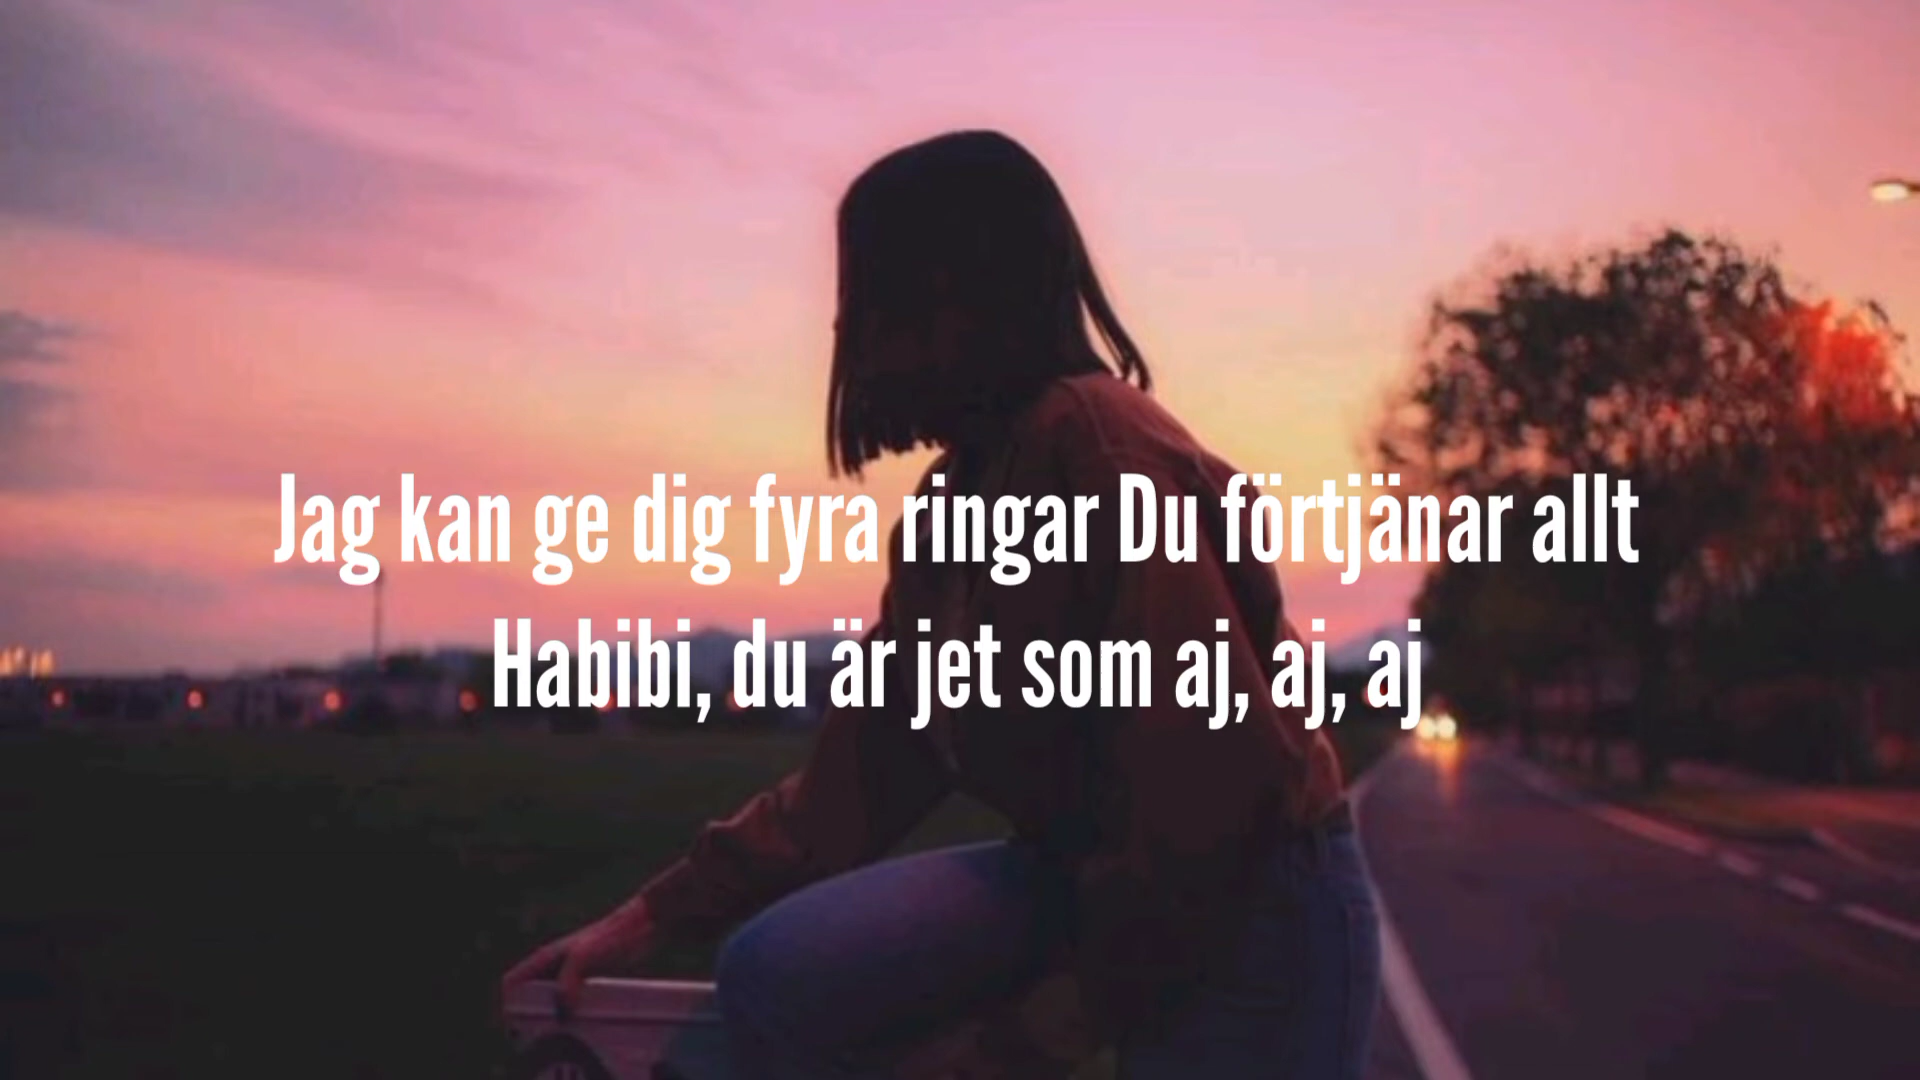 Jag kan ge dig fyra ringar Du förtjänar allt
Habibi, du är jet som aj, aj, aj